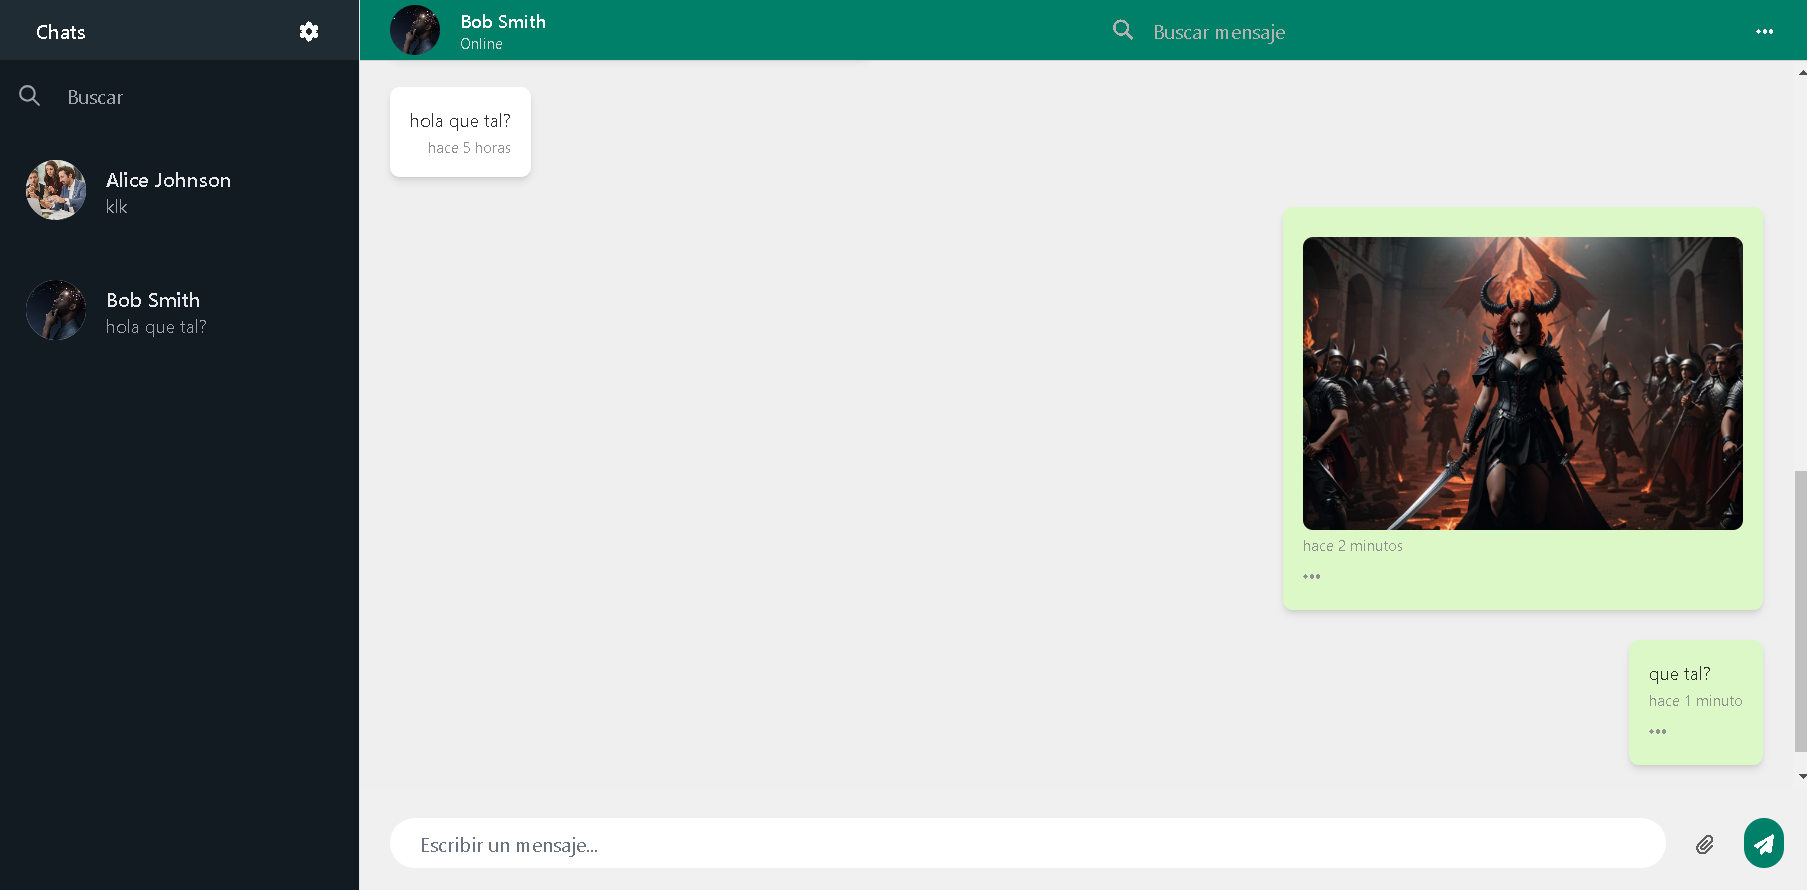 Chats
Buscar
Alice Johnson
klk
Bob Smith
hola que tal?
Bob Smith
Online
Buscar mensaje
hola que tal?
hace 5 horas
hace 2 minutos
que tal?
hace 1 minuto
Escribir un mensaje...